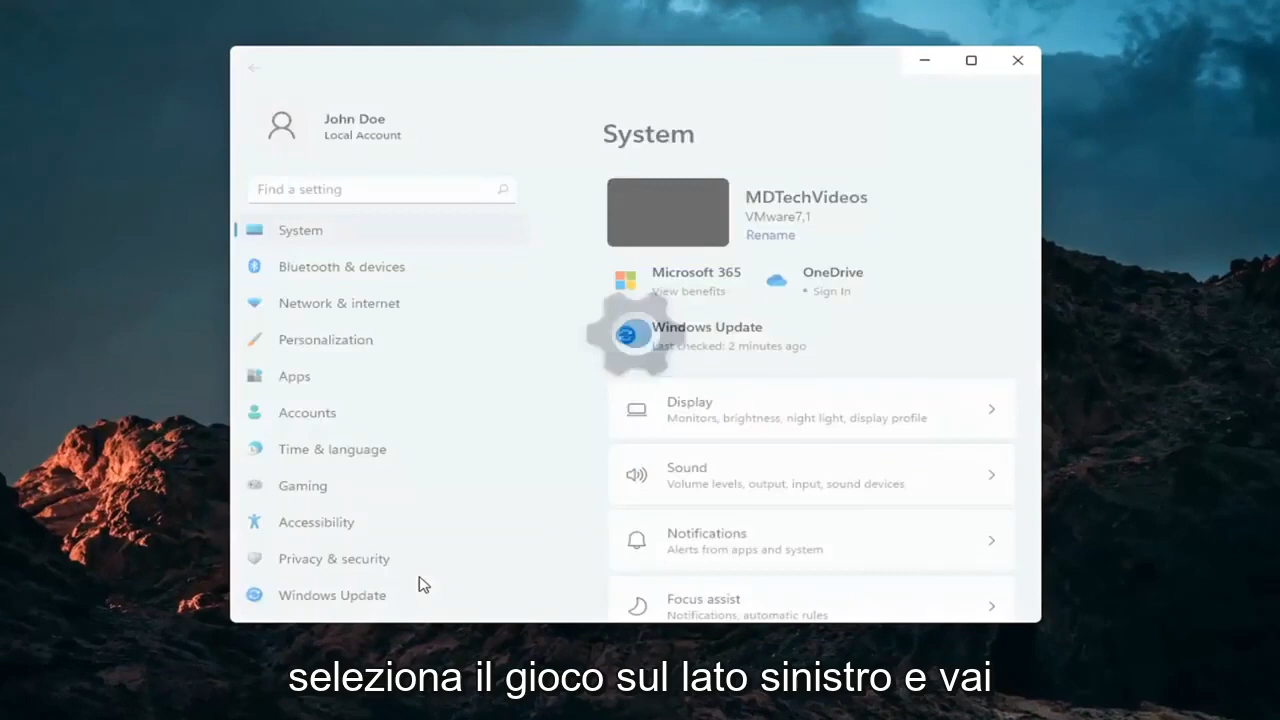 John Doe
Local Account
Find a setting
System
Bluetooth & devices
Network & internet
Personalization
Apps
Accounts
Time & language
Gaming
Accessibility
Privacy & security
Windows Update
System
MDTechVideos
VMware7,1
Rename
Microsoft 365
View benefits
OneDrive
• Sign In
Windows Update
Last checked: 2 minutes ago
Display
Monitors, brightness, night light, display profile
Sound
Volume levels, output, input, sound devices
Notifications
Alerts from apps and system
Focus assist
Notifications, automatic rules
seleziona il gioco sul lato sinistro e vai